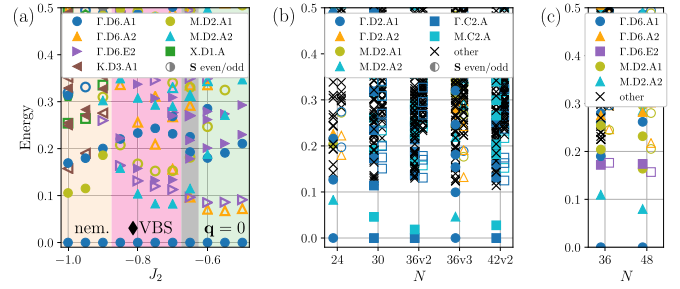 (a)
Γ.D6.A1
Γ.D6.A2
Γ.D6.E2
K.D3.A1
M.D2.A1
M.D2.A2
X.D1.A
S even/odd
Energy
0.5
0.4
0.3
0.2
0.1
0.0
nem.
VBS
q = 0
−1.0
−0.8
−0.6
J2
(b)
Γ.D2.A1
Γ.D2.A2
M.D2.A1
M.D2.A2
Γ.C2.A
M.C2.A
other
S even/odd
0.5
0.4
0.3
0.2
0.1
0.0
24
30
36v2
36v3
42v2
N
(c)
Γ.D6.A1
Γ.D6.A2
Γ.D6.E2
M.D2.A1
M.D2.A2
other
0.5
0.4
0.3
0.2
0.1
0.0
36
48
N